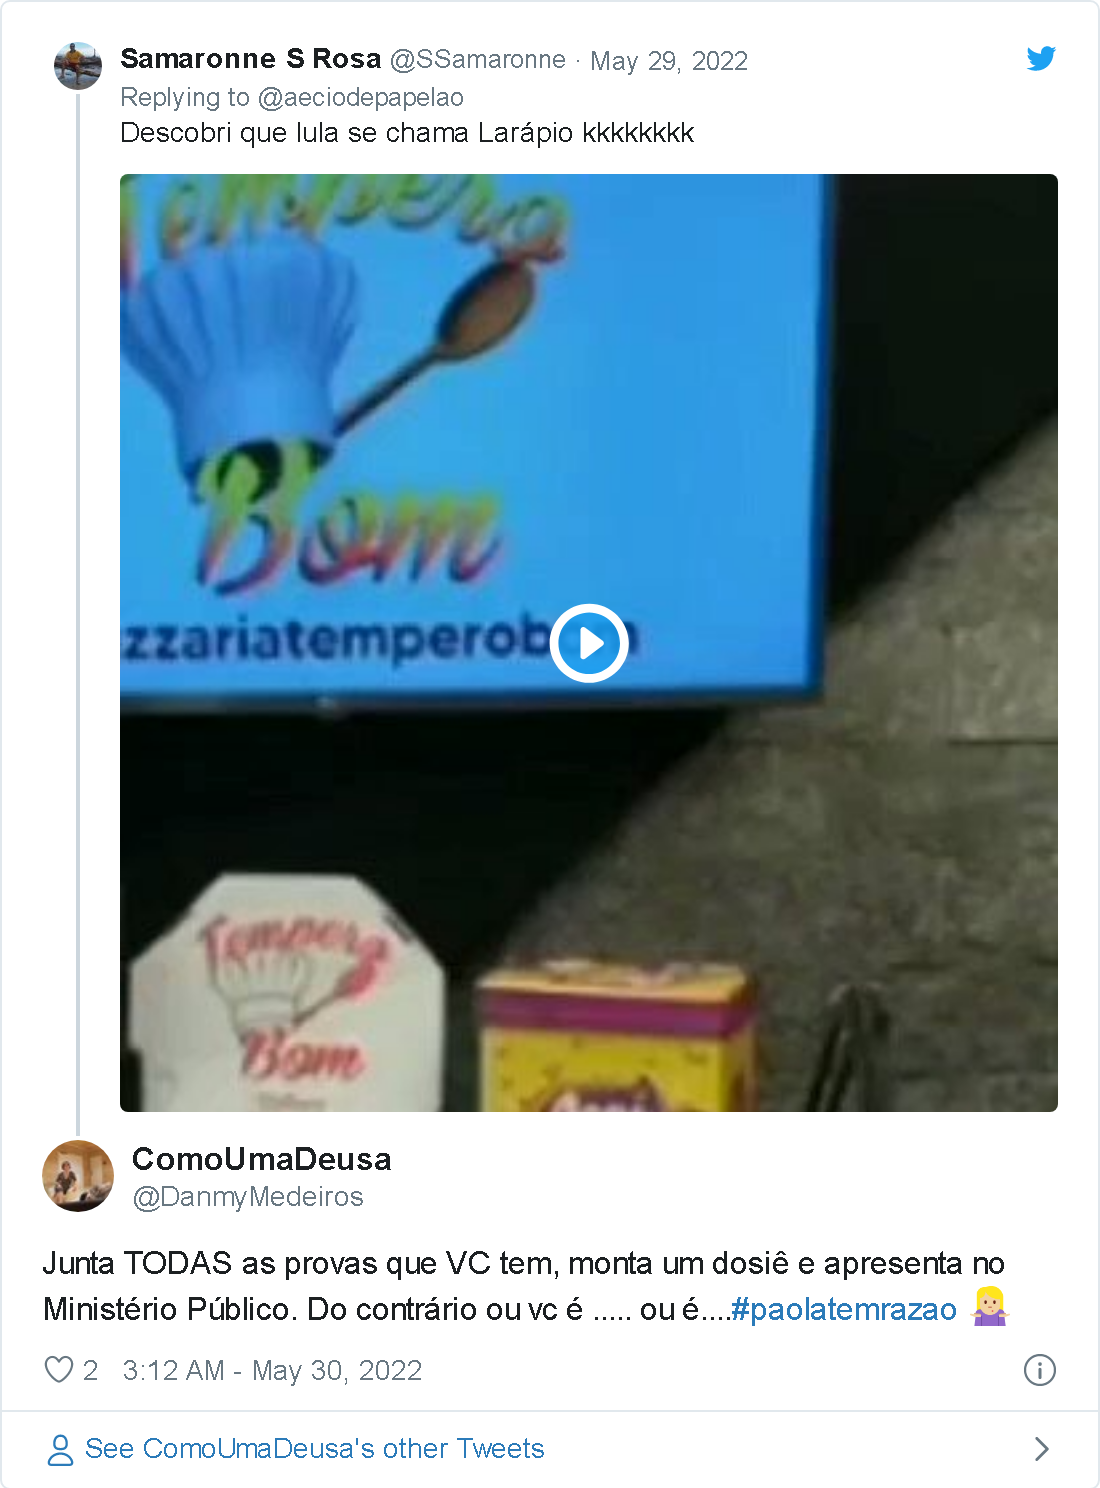 Samaronne S Rosa @SSamaronne · May 29, 2022
Replying to @aeciodepapelao
Descobri que lula se chama Larápio kkkkkkkk
Tempero
Bom
zzariatemperob
Tempero
Bom
ComoUmaDeusa
@DanmyMedeiros
Junta TODAS as provas que VC tem, monta um dosiê e apresenta no
Ministério Público. Do contrário ou vc é ..... ou é....#paolatemrazao 🤷🏼‍♀️
2 3:12 AM - May 30, 2022
See ComoUmaDeusa's other Tweets